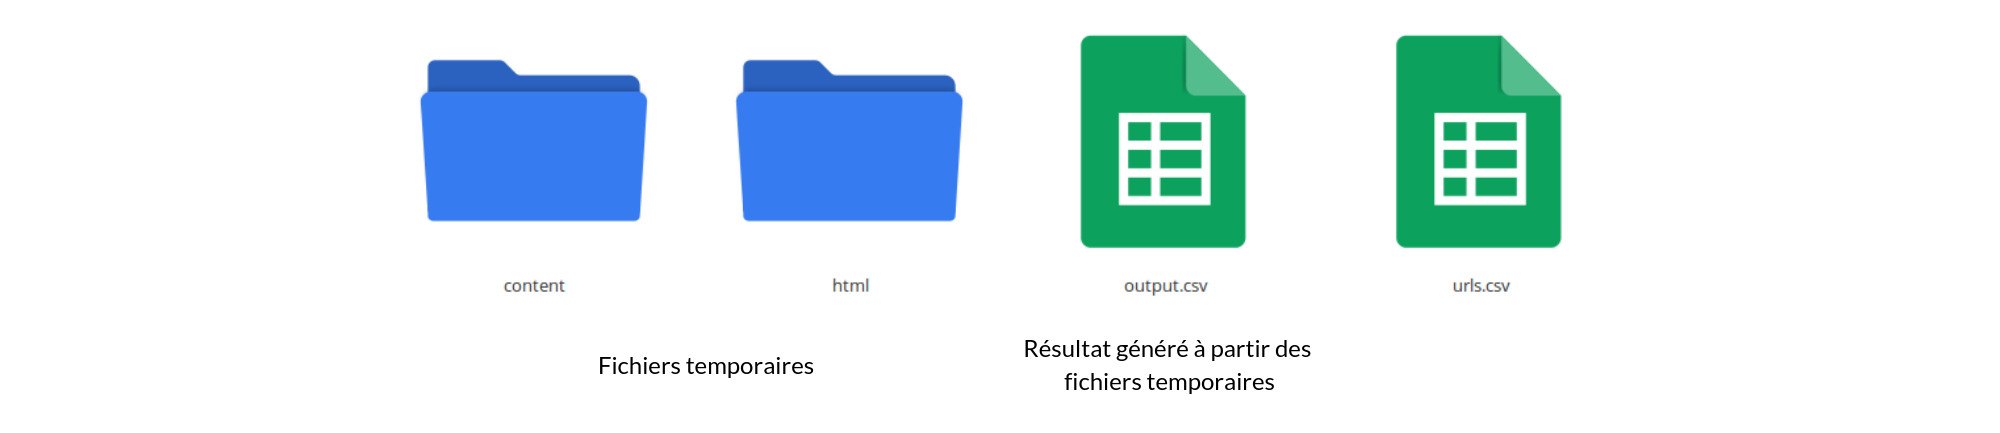 content
html
output.csv
urls.csv
Fichiers temporaires
Résultat généré à partir des
fichiers temporaires